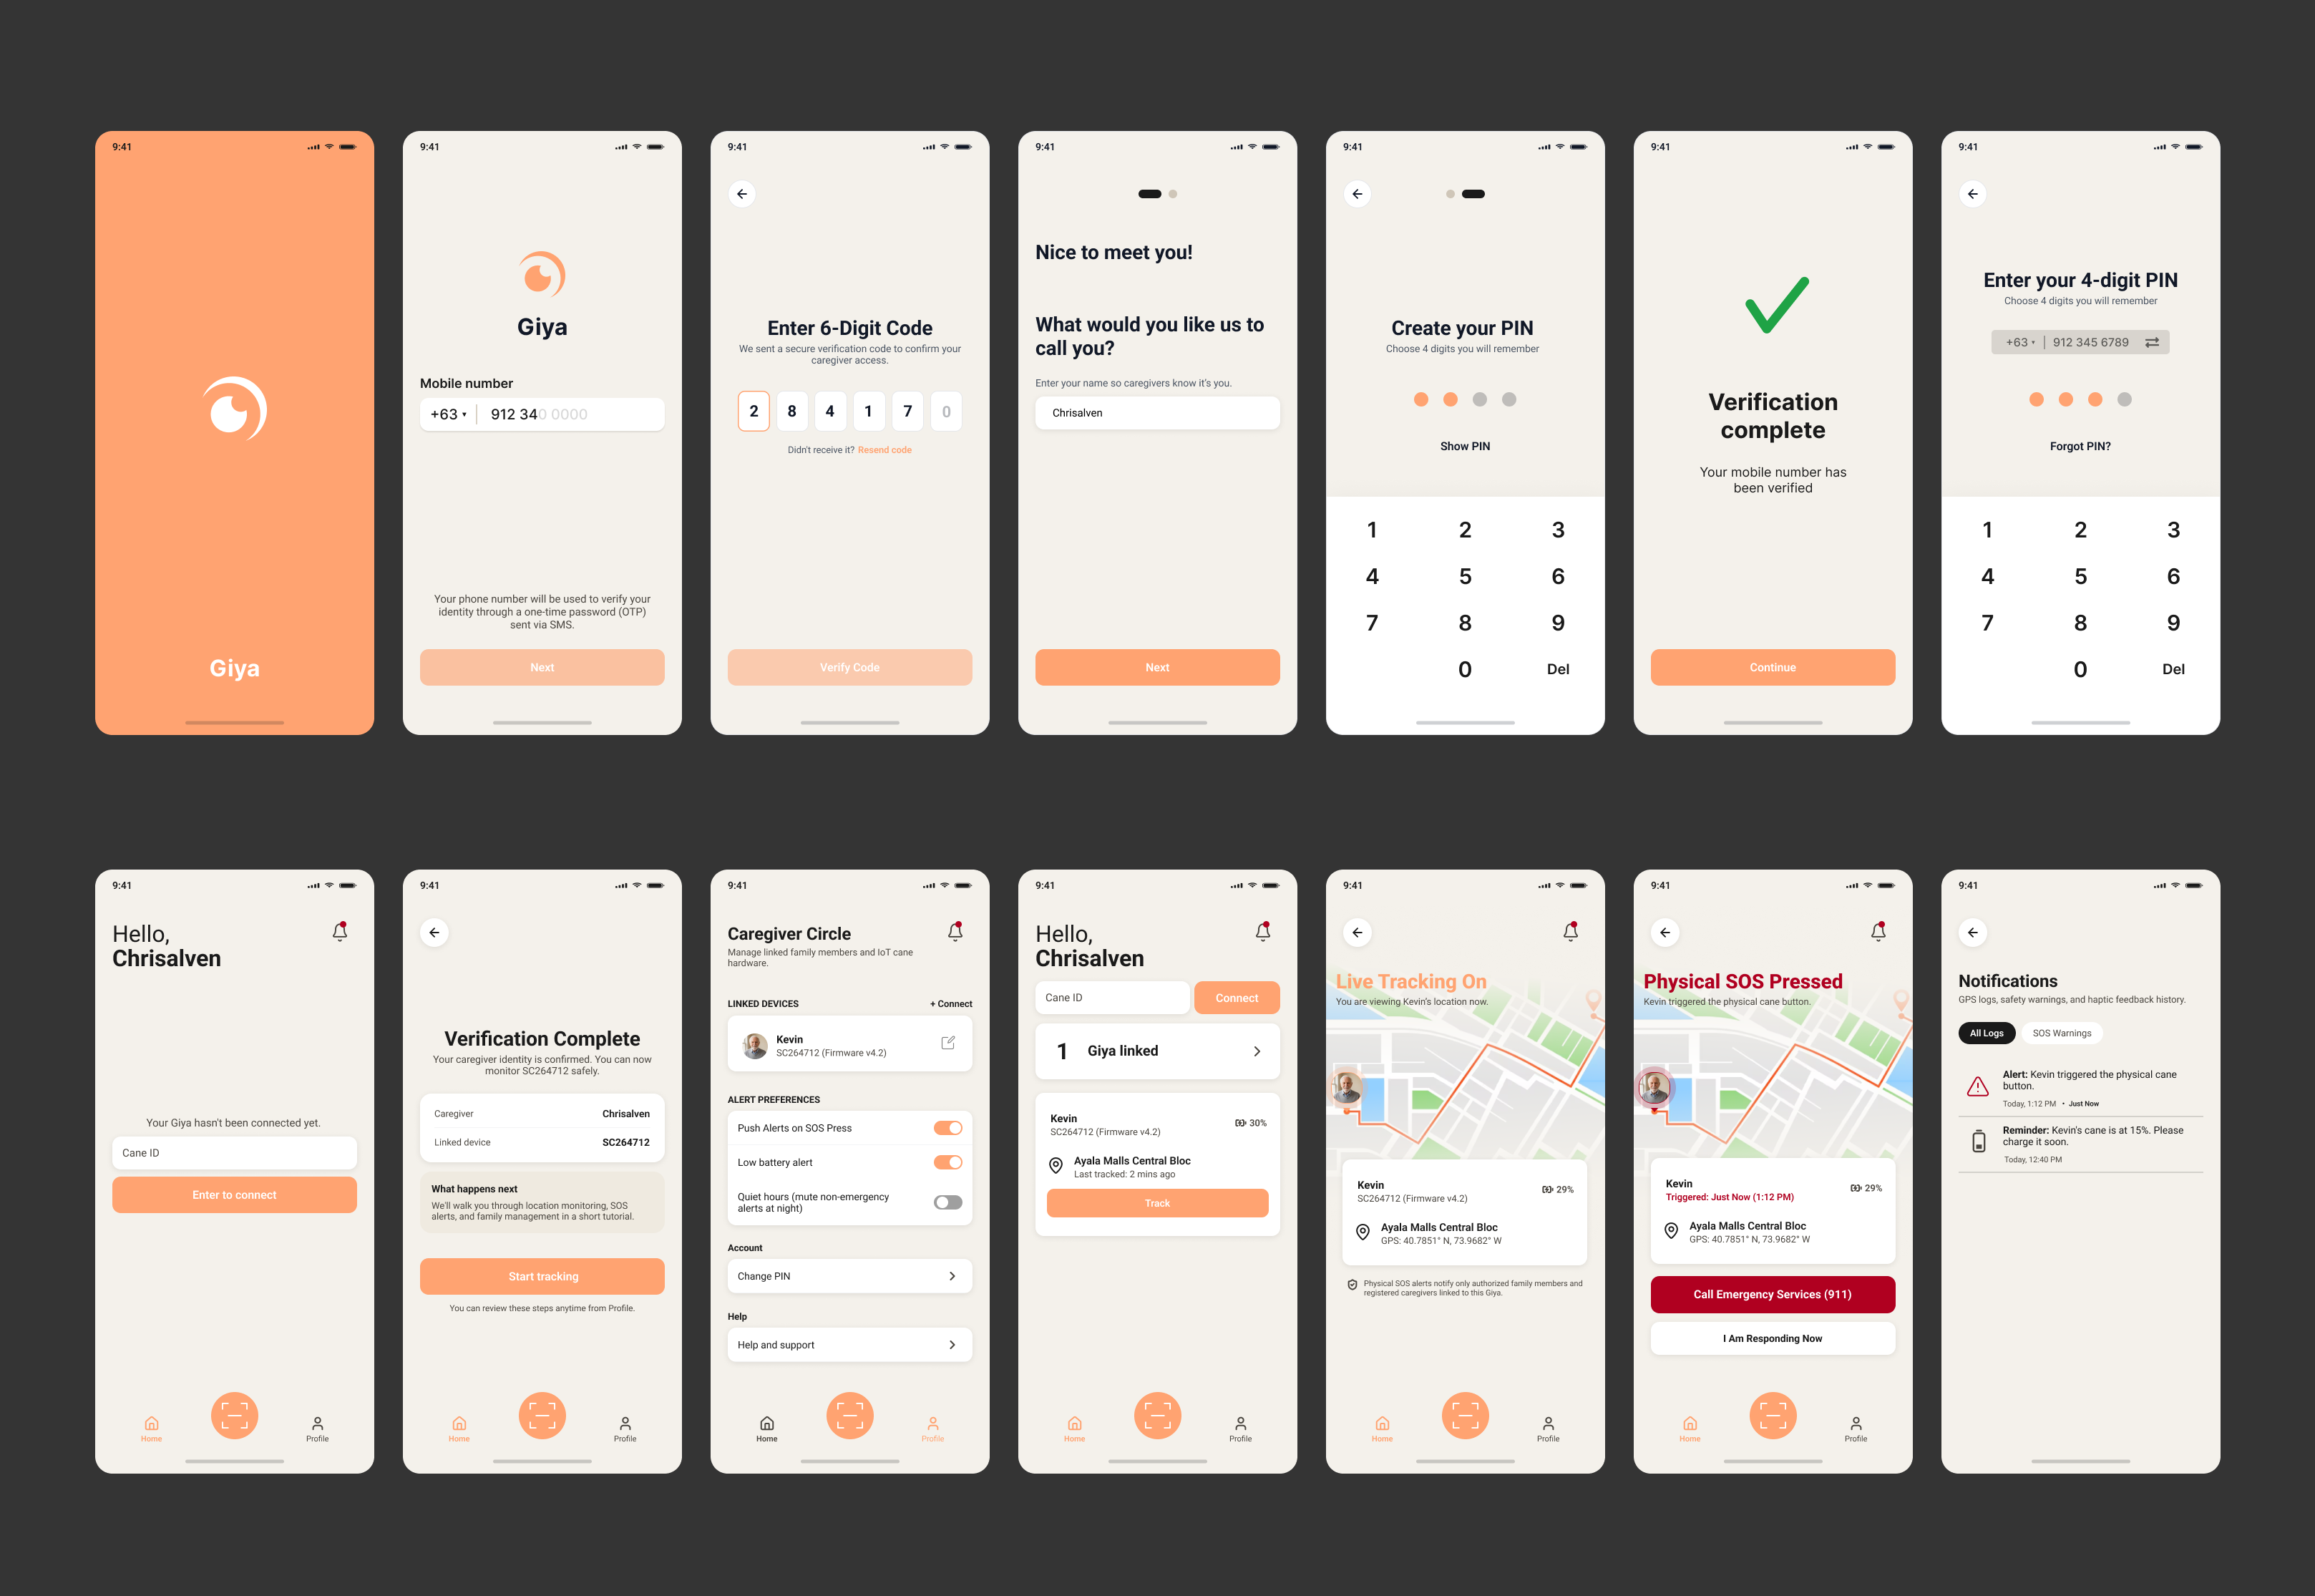 9:41
Giya
9:41
Giya
Mobile number
+63 912 340 0000
Your phone number will be used to verify your
identity through a one-time password (OTP)
sent via SMS.
Next
9:41
Enter 6-Digit Code
We sent a secure verification code to confirm your
caregiver access.
2 8 4 1 7 0
Didn't receive it? Resend code
Verify Code
9:41
Nice to meet you!
What would you like us to
call you?
Enter your name so caregivers know it's you.
Chrisalven
Next
9:41
Create your PIN
Choose 4 digits you will remember
Show PIN
1 2 3
4 5 6
7 8 9
0 Del
9:41
Verification
complete
Your mobile number has
been verified
Continue
9:41
Enter your 4-digit PIN
Choose 4 digits you will remember
+63 912 345 6789
Forgot PIN?
1 2 3
4 5 6
7 8 9
0 Del
9:41
Hello,
Chrisalven
Your Giya hasn't been connected yet.
Cane ID
Enter to connect
Home
Profile
9:41
Verification Complete
Your caregiver identity is confirmed. You can now
monitor SC264712 safely.
Caregiver Chrisalven
Linked device SC264712
What happens next
We'll walk you through location monitoring, SOS
alerts, and family management in a short tutorial.
Start tracking
You can review these steps anytime from Profile.
Home
Profile
9:41
Caregiver Circle
Manage linked family members and IoT cane
hardware.
LINKED DEVICES + Connect
Kevin
SC264712 (Firmware v4.2)
ALERT PREFERENCES
Push Alerts on SOS Press
Low battery alert
Quiet hours (mute non-emergency
alerts at night)
Account
Change PIN
Help
Help and support
Home
Profile
9:41
Hello,
Chrisalven
Cane ID Connect
1 Giya linked
Kevin
SC264712 (Firmware v4.2)
30%
Ayala Malls Central Bloc
Last tracked: 2 mins ago
Track
Home
Profile
9:41
Live Tracking On
You are viewing Kevin's location now.
Kevin
SC264712 (Firmware v4.2)
29%
Ayala Malls Central Bloc
GPS: 40.7851° N, 73.9682° W
Physical SOS alerts notify only authorized family members and
registered caregivers linked to this Giya.
Home
Profile
9:41
Physical SOS Pressed
Kevin triggered the physical cane button.
Kevin
Triggered: Just Now (1:12 PM)
29%
Ayala Malls Central Bloc
GPS: 40.7851° N, 73.9682° W
Call Emergency Services (911)
I Am Responding Now
Home
Profile
9:41
Notifications
GPS logs, safety warnings, and haptic feedback history.
All Logs SOS Warnings
Alert: Kevin triggered the physical cane
button.
Today, 1:12 PM • Just Now
Reminder: Kevin's cane is at 15%. Please
charge it soon.
Today, 12:40 PM